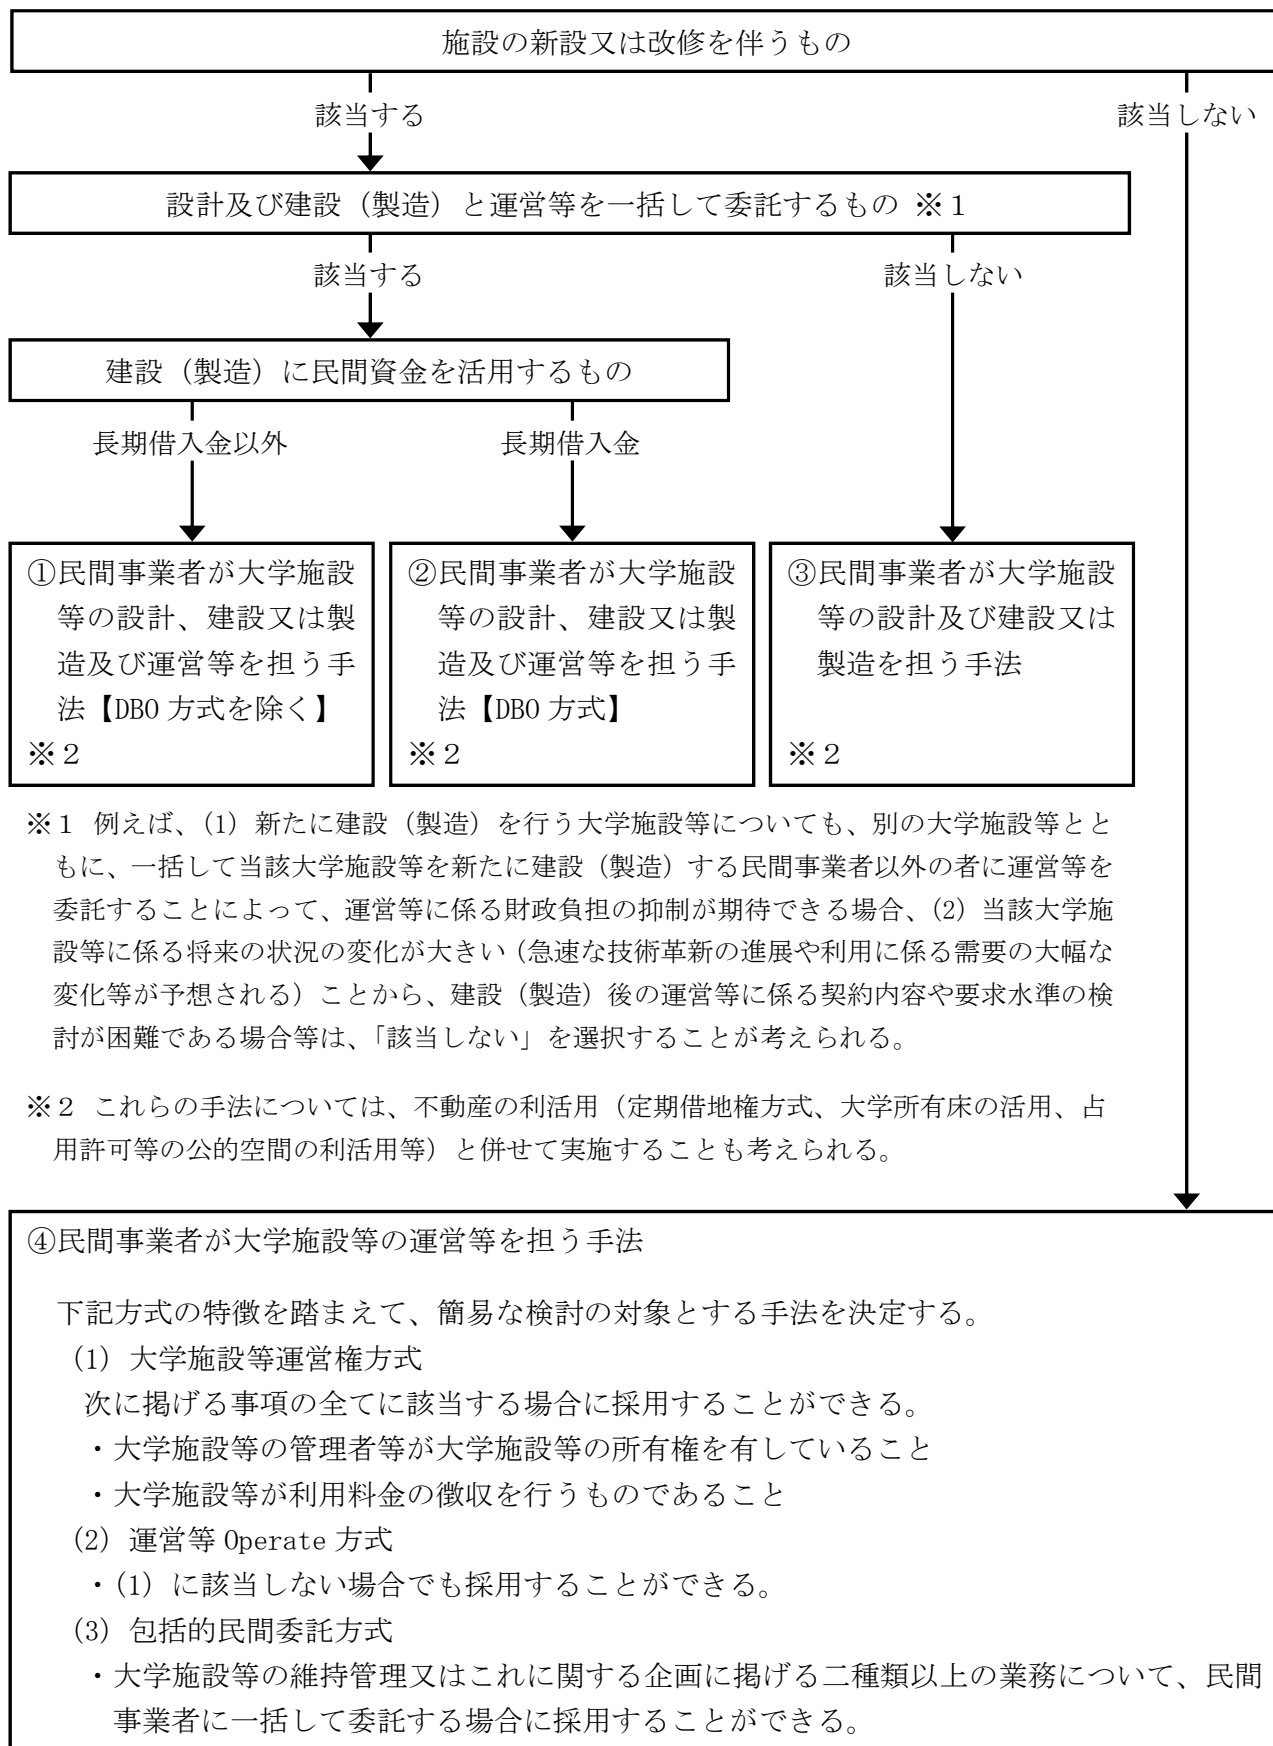 施設の新設又は改修を伴うもの
該当する
該当しない
設計及び建設（製造）と運営等を一括して委託するもの ※１
該当する
該当しない
建設（製造）に民間資金を活用するもの
長期借入金以外
長期借入金
①民間事業者が大学施設
等の設計、建設又は製
造及び運営等を担う手
法【DBO 方式を除く】
※２
②民間事業者が大学施設
等の設計、建設又は製
造及び運営等を担う手
法【DBO 方式】
※２
③民間事業者が大学施設
等の設計及び建設又は
製造を担う手法
※２
※１ 例えば、(1) 新たに建設（製造）を行う大学施設等についても、別の大学施設等とと
もに、一括して当該大学施設等を新たに建設（製造）する民間事業者以外の者に運営等を
委託することによって、運営等に係る財政負担の抑制が期待できる場合、(2) 当該大学施
設等に係る将来の状況の変化が大きい（急速な技術革新の進展や利用に係る需要の大幅な
変化等が予想される）ことから、建設（製造）後の運営等に係る契約内容や要求水準の検
討が困難である場合等は、「該当しない」を選択することが考えられる。
※２ これらの手法については、不動産の利活用（定期借地権方式、大学所有床の活用、占
用許可等の公的空間の利活用等）と併せて実施することも考えられる。
④民間事業者が大学施設等の運営等を担う手法
下記方式の特徴を踏まえて、簡易な検討の対象とする手法を決定する。
(1) 大学施設等運営権方式
次に掲げる事項の全てに該当する場合に採用することができる。
・大学施設等の管理者等が大学施設等の所有権を有していること
・大学施設等が利用料金の徴収を行うものであること
(2) 運営等 Operate 方式
・(1) に該当しない場合でも採用することができる。
(3) 包括的民間委託方式
・大学施設等の維持管理又はこれに関する企画に掲げる二種類以上の業務について、民間
事業者に一括して委託する場合に採用することができる。